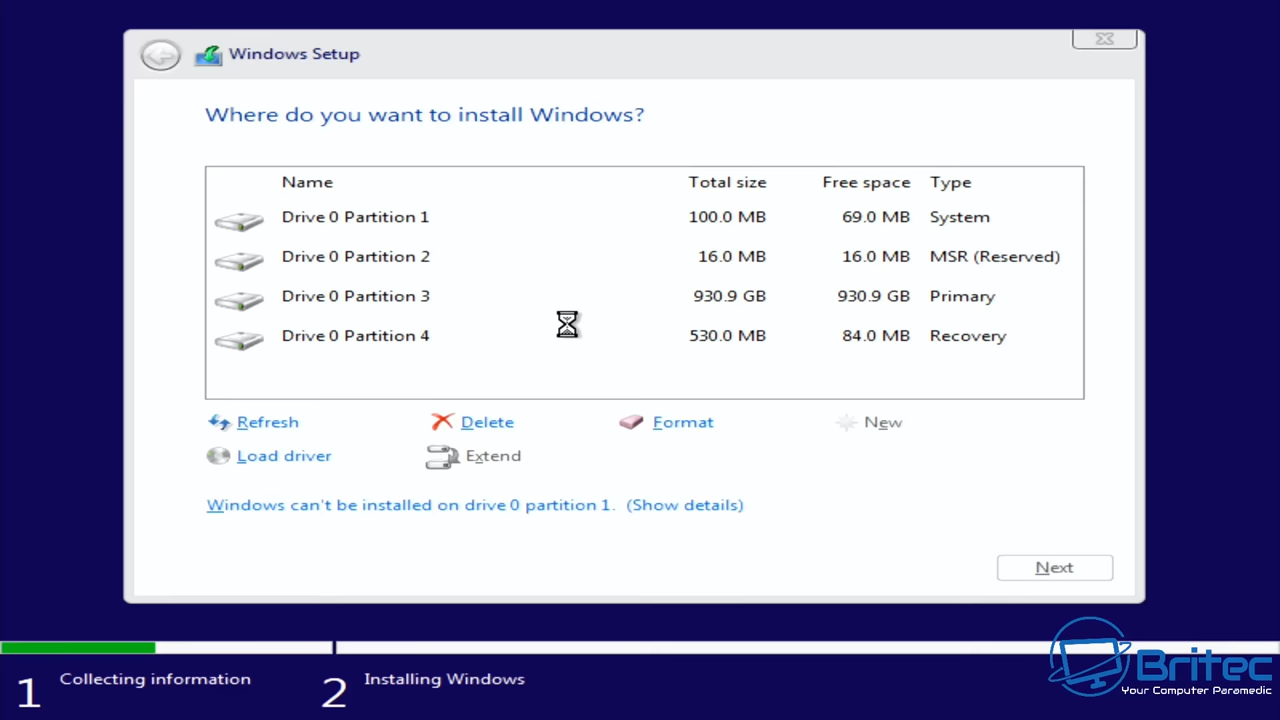 Windows Setup
Where do you want to install Windows?
Name Total size Free space Type
Drive 0 Partition 1 100.0 MB 69.0 MB System
Drive 0 Partition 2 16.0 MB 16.0 MB MSR (Reserved)
Drive 0 Partition 3 930.9 GB 930.9 GB Primary
Drive 0 Partition 4 530.0 MB 84.0 MB Recovery
Refresh Delete Format New
Load driver Extend
Windows can't be installed on drive 0 partition 1. (Show details)
Next
1 Collecting information 2 Installing Windows
Britec
Your Computer Paramedic